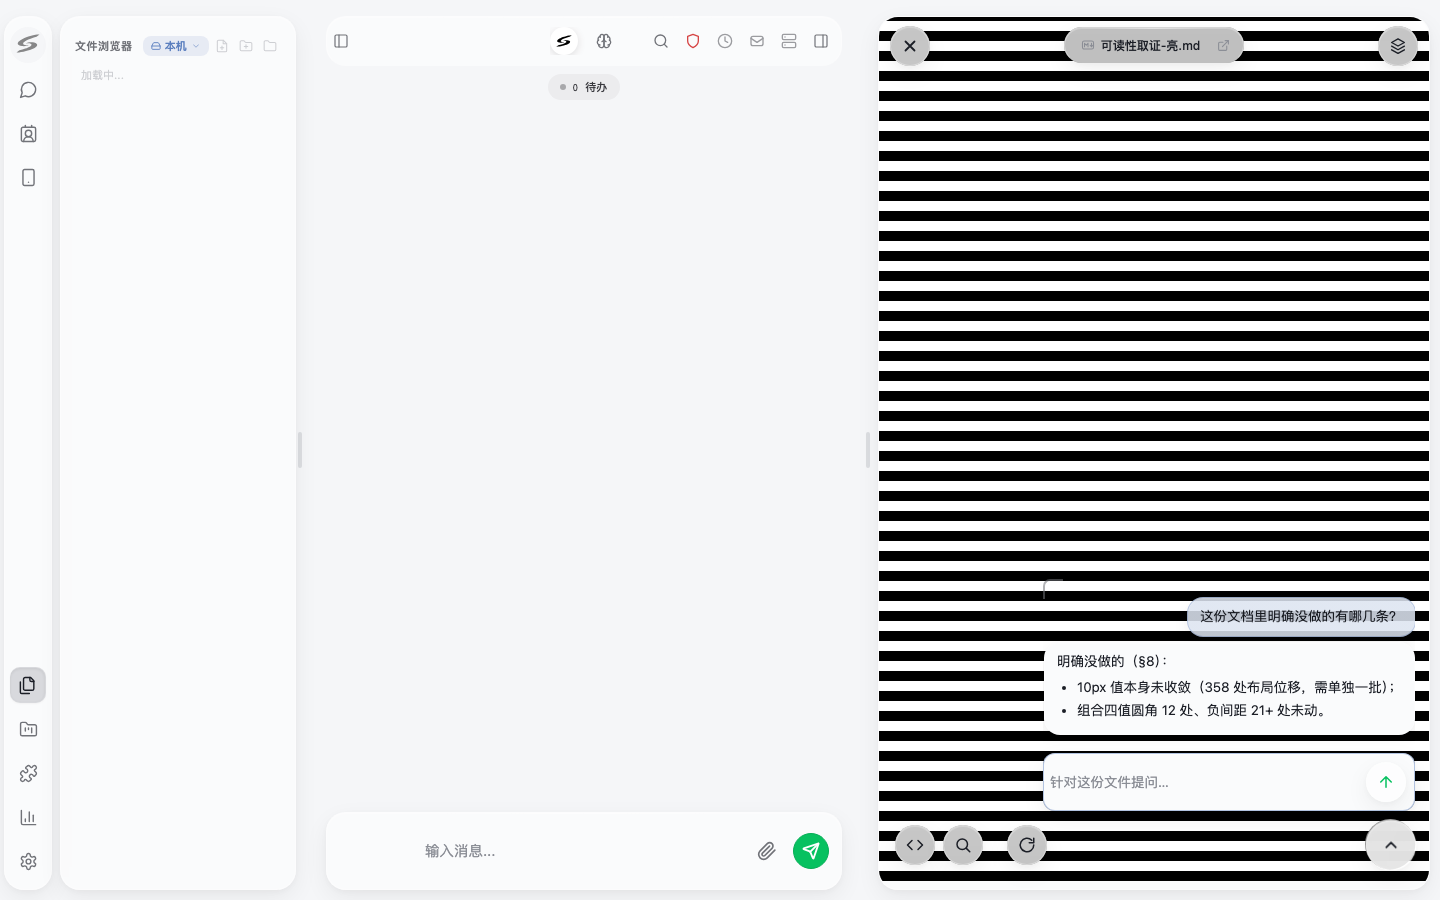 文件浏览器
本机
加载中...
0 待办
输入消息...
可读性取证-亮.md
这份文档里明确没做的有哪几条?
明确没做的（§8）：
• 10px 值本身未收敛（358 处布局位移，需单独一批）；
• 组合四值圆角 12 处、负间距 21+ 处未动。
针对这份文件提问...